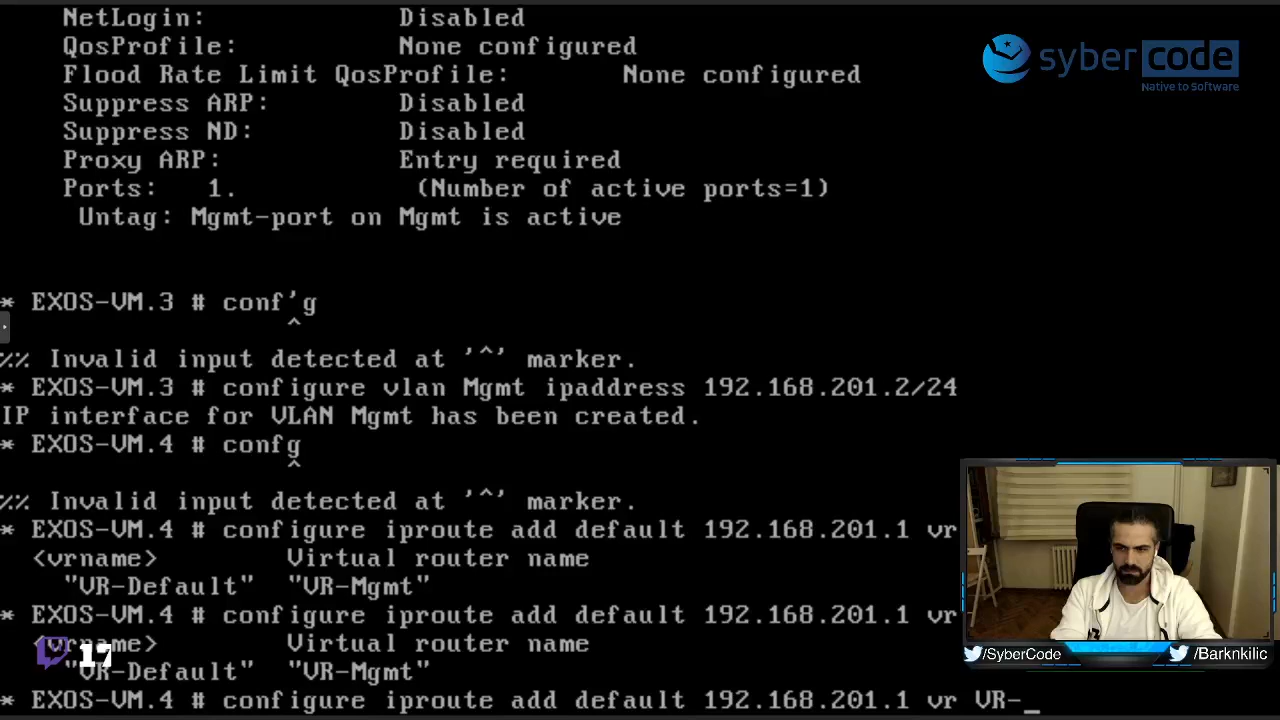 NetLogin: Disabled
QosProfile: None configured
Flood Rate Limit QosProfile: None configured
Suppress ARP: Disabled
Suppress ND: Disabled
Proxy ARP: Entry required
Ports: 1. (Number of active ports=1)
Untag: Mgmt-port on Mgmt is active
* EXOS-VM.3 # conf'g
^
%% Invalid input detected at '^' marker.
* EXOS-VM.3 # configure vlan Mgmt ipaddress 192.168.201.2/24
IP interface for VLAN Mgmt has been created.
* EXOS-VM.4 # confg
^
%% Invalid input detected at '^' marker.
* EXOS-VM.4 # configure iproute add default 192.168.201.1 vr
<vrname> Virtual router name
"VR-Default" "VR-Mgmt"
* EXOS-VM.4 # configure iproute add default 192.168.201.1 vr
<vrname> Virtual router name
"VR-Default" "VR-Mgmt"
* EXOS-VM.4 # configure iproute add default 192.168.201.1 vr VR-_
syber code
Native to Software
17
/SyberCode
/Barknkilic